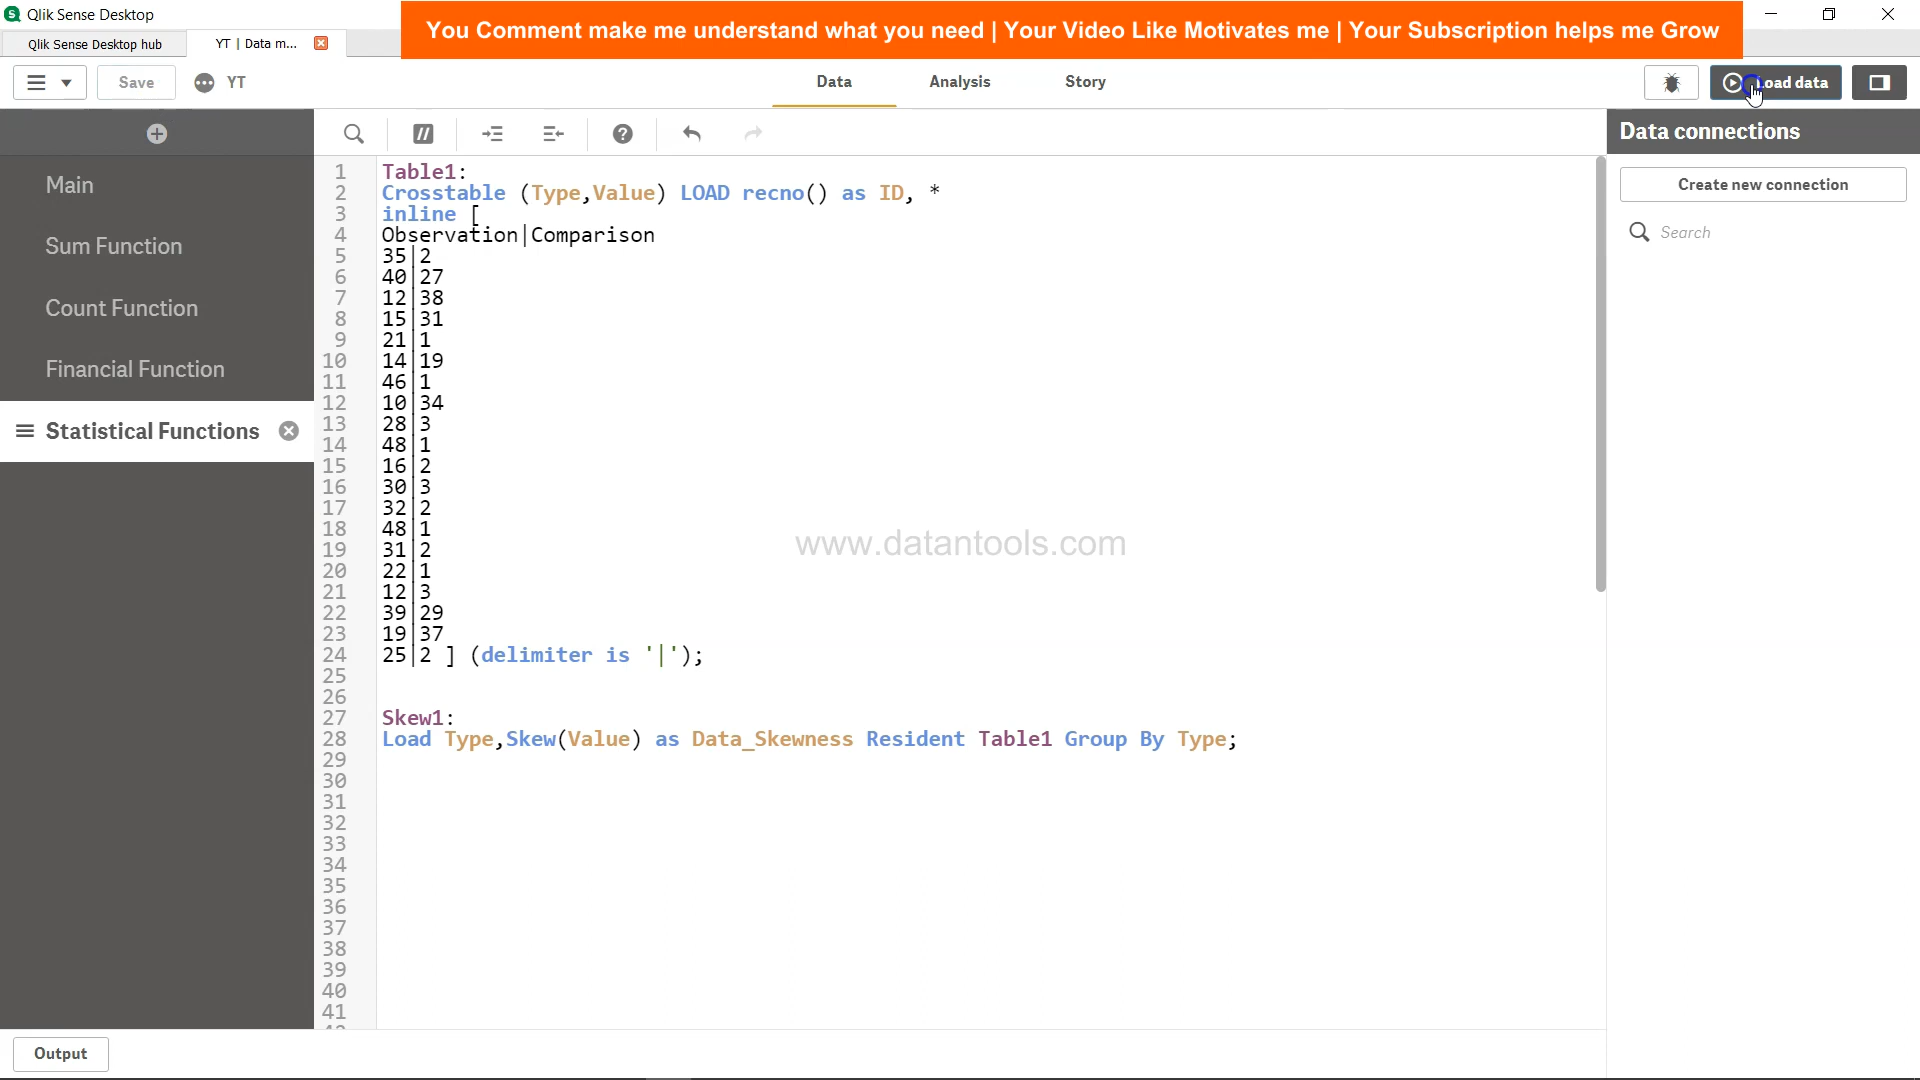 Qlik Sense Desktop
You Comment make me understand what you need | Your Video Like Motivates me | Your Subscription helps me Grow
Qlik Sense Desktop hub
YT | Data m...
Save
YT
Data
Analysis
Story
Load data
Main
Sum Function
Count Function
Financial Function
Statistical Functions
1 Table1:
2 Crosstable (Type,Value) LOAD recno() as ID, *
3 inline [
4 Observation|Comparison
5 35|2
6 40|27
7 12|38
8 15|31
9 21|1
10 14|19
11 46|1
12 10|34
13 28|3
14 48|1
15 16|2
16 30|3
17 32|2
18 48|1
19 31|2
20 22|1
21 12|3
22 39|29
23 19|37
24 25|2 ] (delimiter is '|');
25
26
27 Skew1:
28 Load Type,Skew(Value) as Data_Skewness Resident Table1 Group By Type;
29
30
31
32
33
34
35
36
37
38
39
40
41
www.datantools.com
Data connections
Create new connection
Search
Output